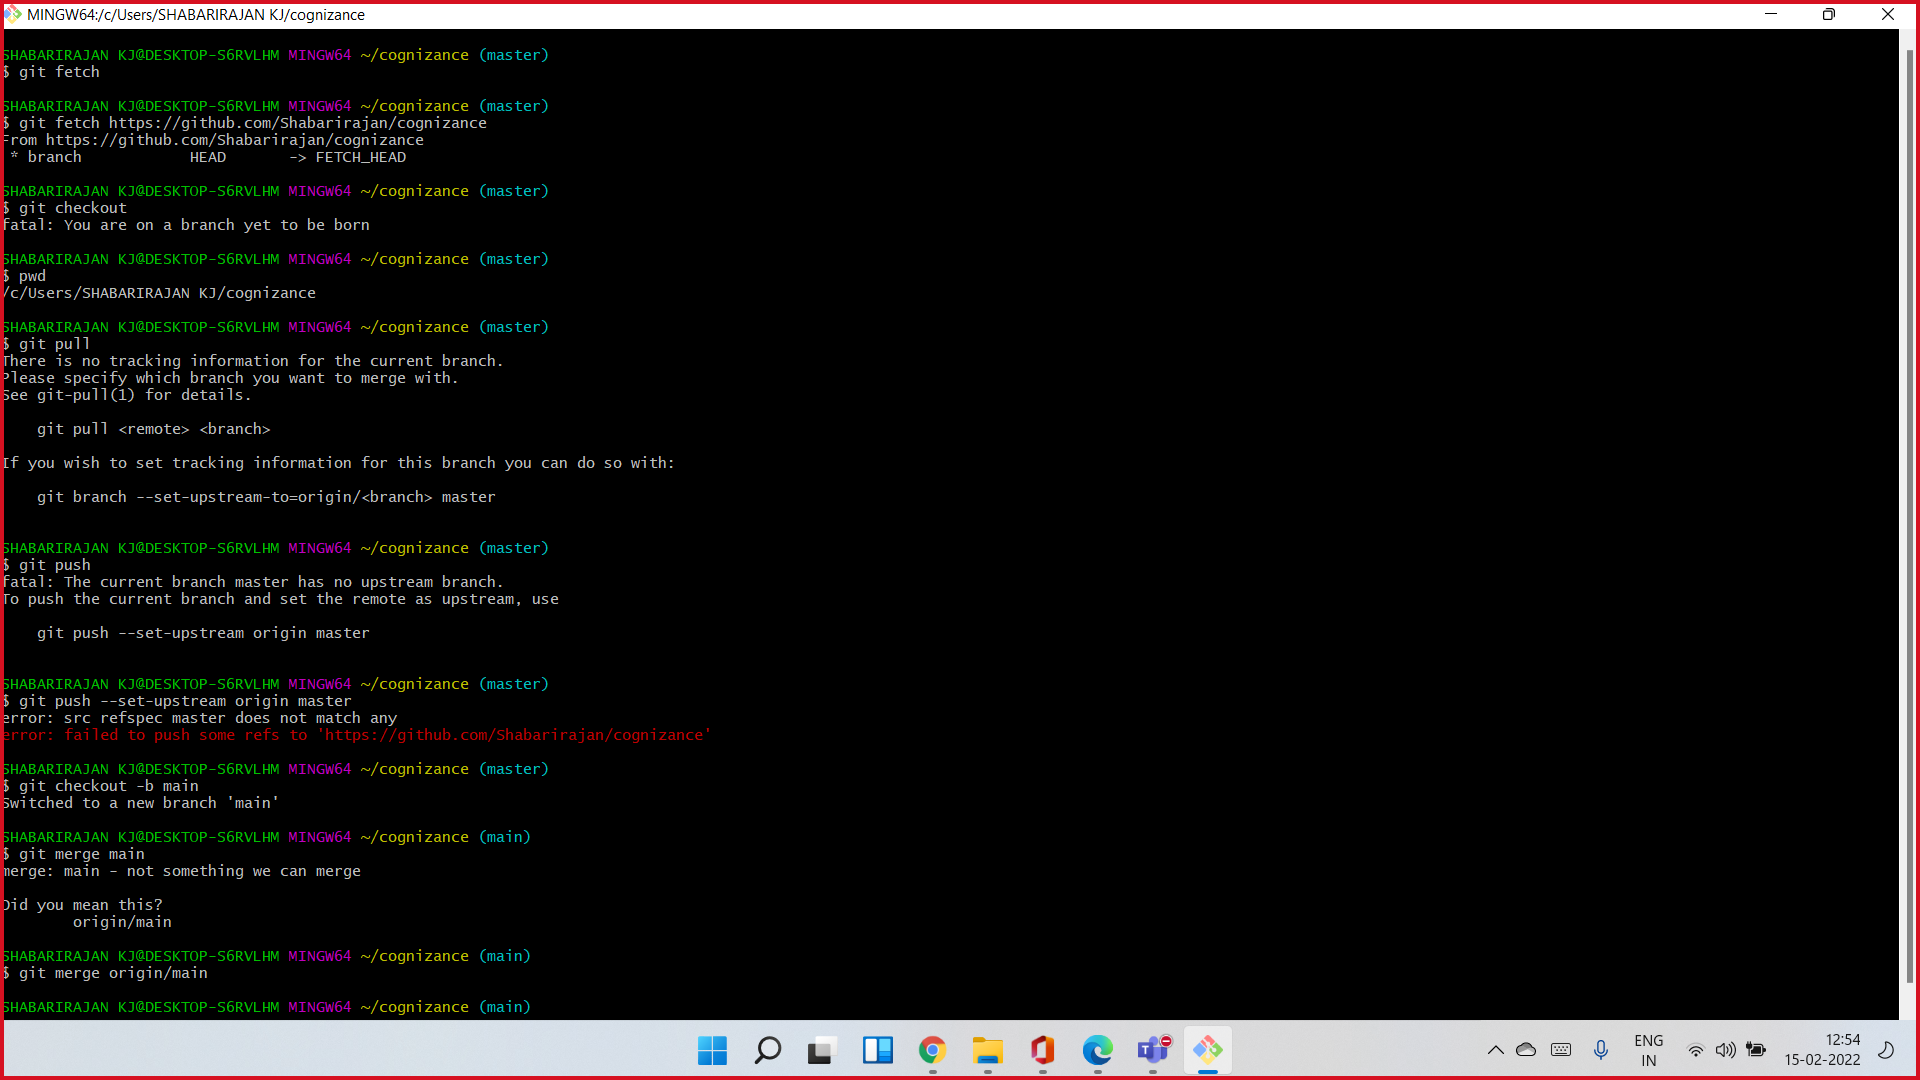 MINGW64:/c/Users/SHABARIRAJAN KJ/cognizance
SHABARIRAJAN KJ@DESKTOP-S6RVLHM MINGW64 ~/cognizance (master)
$ git fetch
SHABARIRAJAN KJ@DESKTOP-S6RVLHM MINGW64 ~/cognizance (master)
$ git fetch https://github.com/Shabarirajan/cognizance
From https://github.com/Shabarirajan/cognizance
 * branch            HEAD       -> FETCH_HEAD
SHABARIRAJAN KJ@DESKTOP-S6RVLHM MINGW64 ~/cognizance (master)
$ git checkout
fatal: You are on a branch yet to be born
SHABARIRAJAN KJ@DESKTOP-S6RVLHM MINGW64 ~/cognizance (master)
$ pwd
/c/Users/SHABARIRAJAN KJ/cognizance
SHABARIRAJAN KJ@DESKTOP-S6RVLHM MINGW64 ~/cognizance (master)
$ git pull
There is no tracking information for the current branch.
Please specify which branch you want to merge with.
See git-pull(1) for details.
    git pull <remote> <branch>
If you wish to set tracking information for this branch you can do so with:
    git branch --set-upstream-to=origin/<branch> master
SHABARIRAJAN KJ@DESKTOP-S6RVLHM MINGW64 ~/cognizance (master)
$ git push
fatal: The current branch master has no upstream branch.
To push the current branch and set the remote as upstream, use
    git push --set-upstream origin master
SHABARIRAJAN KJ@DESKTOP-S6RVLHM MINGW64 ~/cognizance (master)
$ git push --set-upstream origin master
error: src refspec master does not match any
error: failed to push some refs to 'https://github.com/Shabarirajan/cognizance'
SHABARIRAJAN KJ@DESKTOP-S6RVLHM MINGW64 ~/cognizance (master)
$ git checkout -b main
Switched to a new branch 'main'
SHABARIRAJAN KJ@DESKTOP-S6RVLHM MINGW64 ~/cognizance (main)
$ git merge main
merge: main - not something we can merge
Did you mean this?
        origin/main
SHABARIRAJAN KJ@DESKTOP-S6RVLHM MINGW64 ~/cognizance (main)
$ git merge origin/main
SHABARIRAJAN KJ@DESKTOP-S6RVLHM MINGW64 ~/cognizance (main)
ENG
IN
12:54
15-02-2022